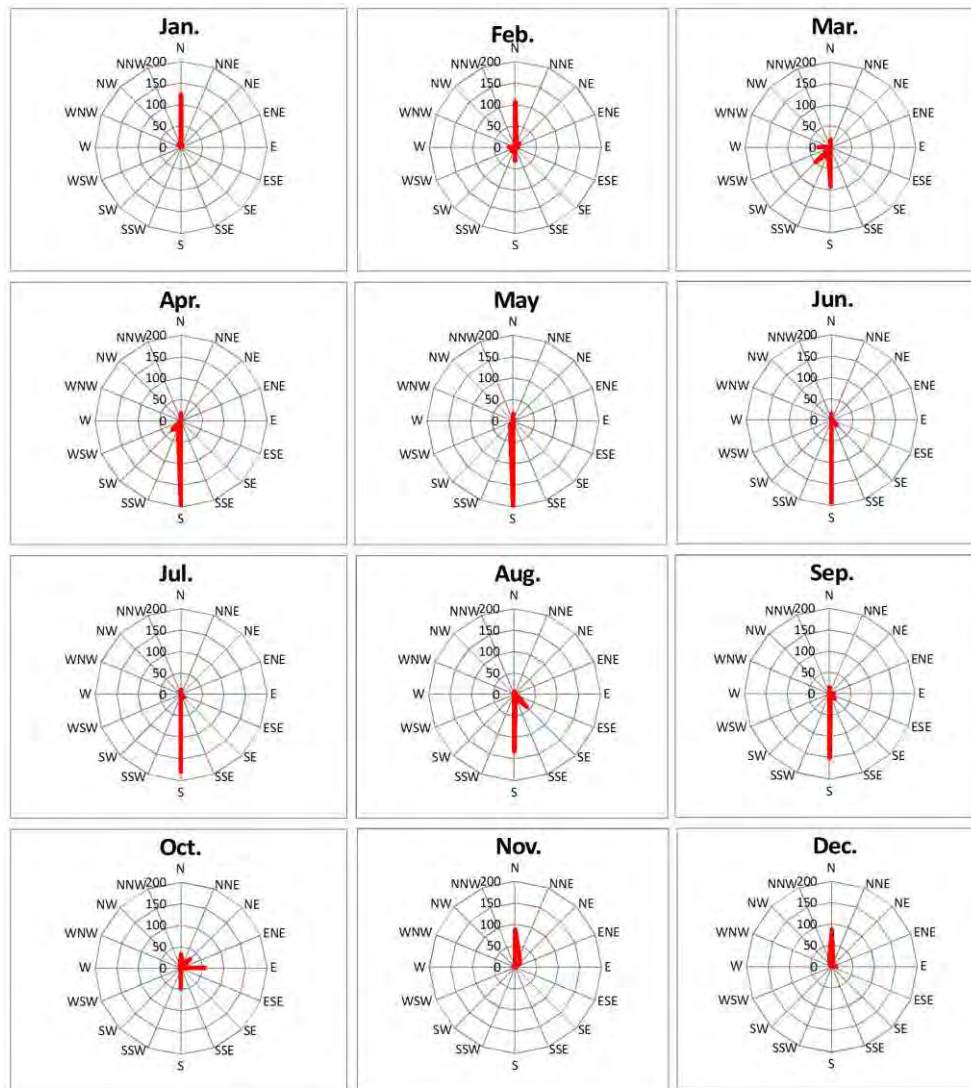 Jan.
N
NNW 200 NNE
NW 150 NE
100
WNW ENE
50
W 0 E
WSW ESE
SW SE
SSW SSE
S
Feb.
N
NNW 200 NNE
NW 150 NE
100
WNW ENE
50
W 0 E
WSW ESE
SW SE
SSW SSE
S
Mar.
N
NNW 200 NNE
NW 150 NE
100
WNW ENE
50
W 0 E
WSW ESE
SW SE
SSW SSE
S
Apr.
N
NNW 200 NNE
NW 150 NE
100
WNW ENE
50
W 0 E
WSW ESE
SW SE
SSW SSE
S
May
N
NNW 200 NNE
NW 150 NE
100
WNW ENE
50
W 0 E
WSW ESE
SW SE
SSW SSE
S
Jun.
N
NNW 200 NNE
NW 150 NE
100
WNW ENE
50
W 0 E
WSW ESE
SW SE
SSW SSE
S
Jul.
N
NNW 200 NNE
NW 150 NE
100
WNW ENE
50
W 0 E
WSW ESE
SW SE
SSW SSE
S
Aug.
N
NNW 200 NNE
NW 150 NE
100
WNW ENE
50
W 0 E
WSW ESE
SW SE
SSW SSE
S
Sep.
N
NNW 200 NNE
NW 150 NE
100
WNW ENE
50
W 0 E
WSW ESE
SW SE
SSW SSE
S
Oct.
N
NNW 200 NNE
NW 150 NE
100
WNW ENE
50
W 0 E
WSW ESE
SW SE
SSW SSE
S
Nov.
N
NNW 200 NNE
NW 150 NE
100
WNW ENE
50
W 0 E
WSW ESE
SW SE
SSW SSE
S
Dec.
N
NNW 200 NNE
NW 150 NE
100
WNW ENE
50
W 0 E
WSW ESE
SW SE
SSW SSE
S